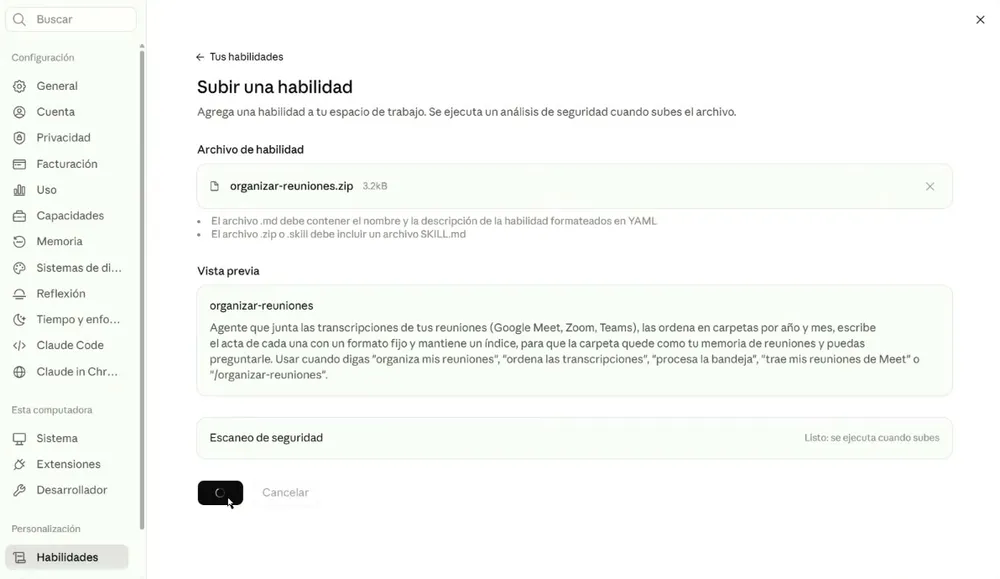 Buscar
Configuración
General
Cuenta
Privacidad
Facturación
Uso
Capacidades
Memoria
Sistemas de di...
Reflexión
Tiempo y enfo...
Claude Code
Claude in Chr...
Esta computadora
Sistema
Extensiones
Desarrollador
Personalización
Habilidades
← Tus habilidades
Subir una habilidad
Agrega una habilidad a tu espacio de trabajo. Se ejecuta un análisis de seguridad cuando subes el archivo.
Archivo de habilidad
organizar-reuniones.zip 3.2kB
• El archivo .md debe contener el nombre y la descripción de la habilidad formateados en YAML
• El archivo .zip o .skill debe incluir un archivo SKILL.md
Vista previa
organizar-reuniones
Agente que junta las transcripciones de tus reuniones (Google Meet, Zoom, Teams), las ordena en carpetas por año y mes, escribe
el acta de cada una con un formato fijo y mantiene un índice, para que la carpeta quede como tu memoria de reuniones y puedas
preguntarle. Usar cuando digas "organiza mis reuniones", "ordena las transcripciones", "procesa la bandeja", "trae mis reuniones de Meet" o
"/organizar-reuniones".
Escaneo de seguridad
Listo: se ejecuta cuando subes
Cancelar